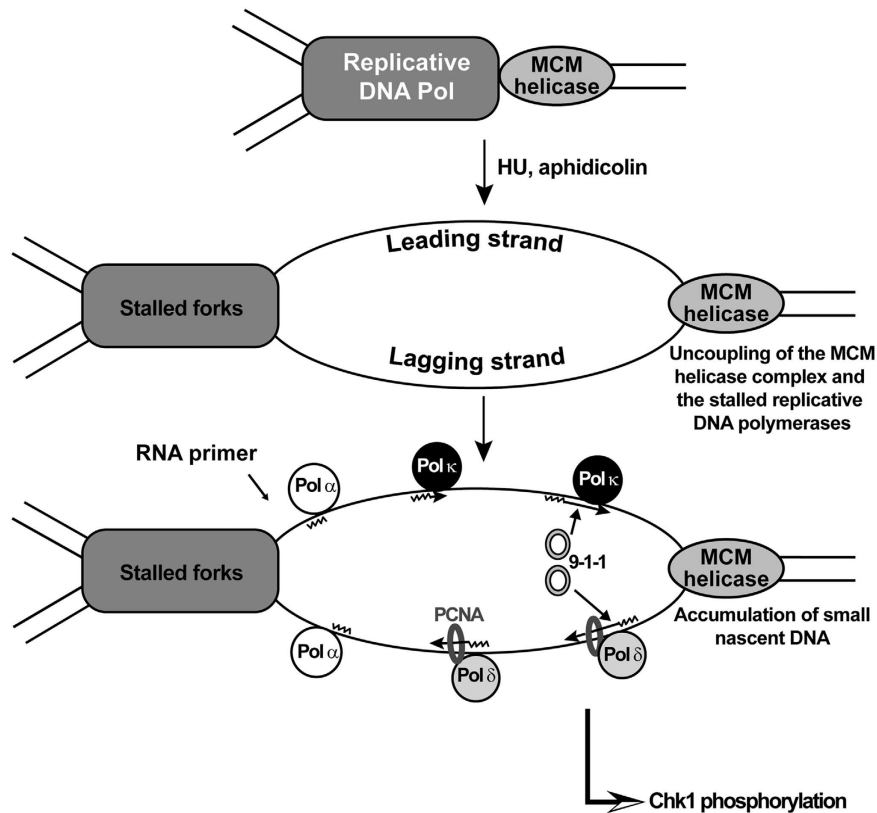 Replicative
DNA Pol
MCM
helicase
HU, aphidicolin
Leading strand
Stalled forks
MCM
helicase
Lagging strand
Uncoupling of the MCM
helicase complex and
the stalled replicative
DNA polymerases
RNA primer
Pol α
Pol κ
Pol κ
9-1-1
Stalled forks
MCM
helicase
PCNA
Accumulation of small
nascent DNA
Pol α
Pol δ
Pol δ
Chk1 phosphorylation